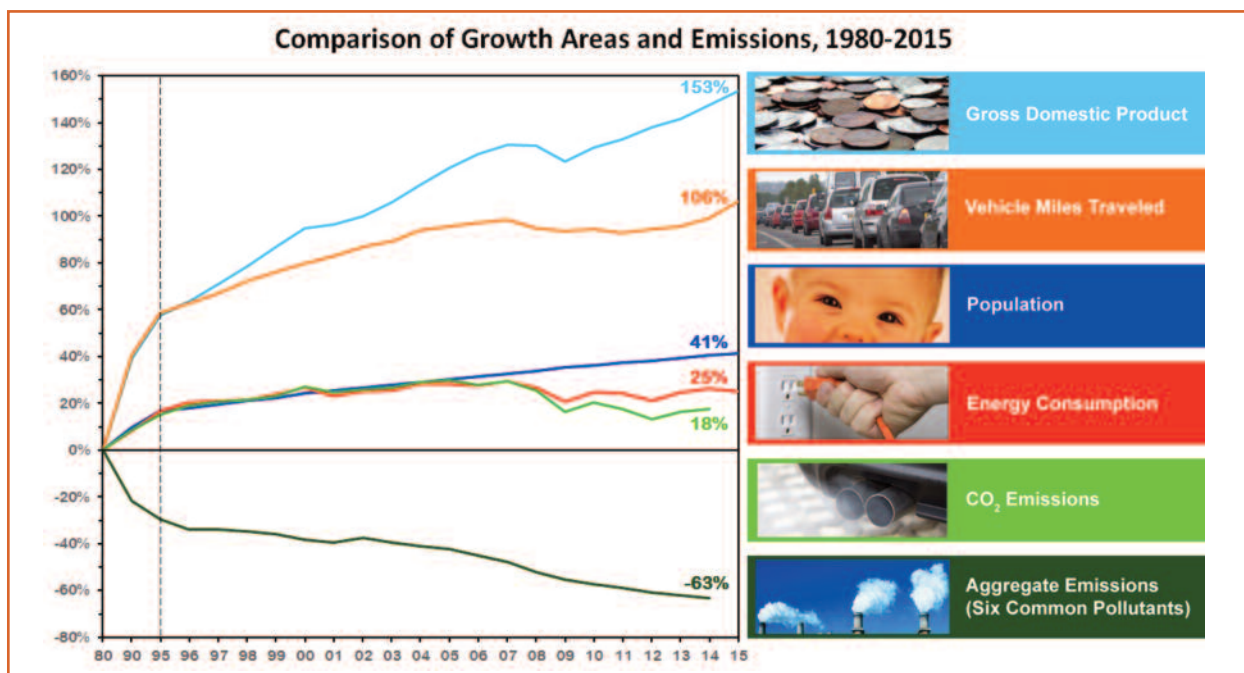 Comparison of Growth Areas and Emissions, 1980-2015
160%
140%
120%
100%
80%
60%
40%
20%
0%
-20%
-40%
-60%
-80%
153%
106%
41%
25%
18%
-63%
80 90 95 96 97 98 99 00 01 02 03 04 05 06 07 08 09 10 11 12 13 14 15
Gross Domestic Product
Vehicle Miles Traveled
Population
Energy Consumption
CO₂ Emissions
Aggregate Emissions
(Six Common Pollutants)